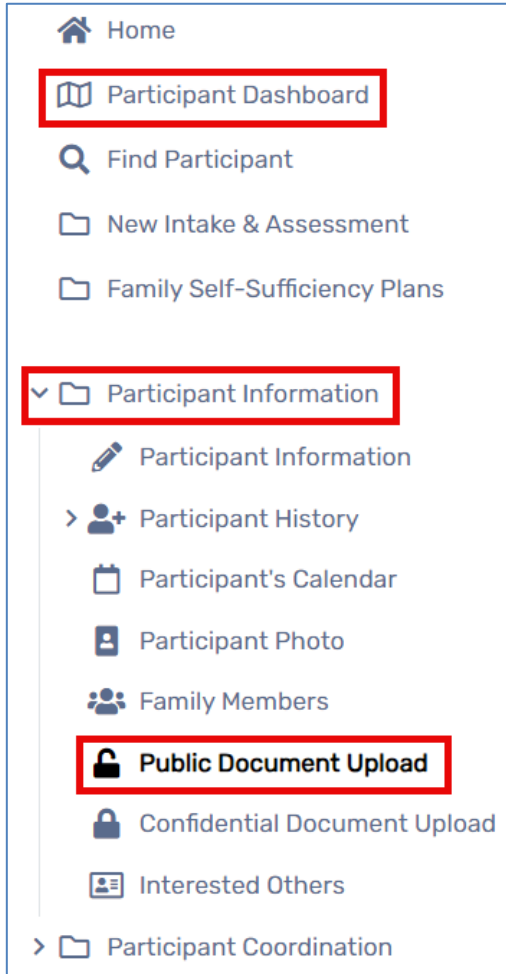 Home
Participant Dashboard
Find Participant
New Intake & Assessment
Family Self-Sufficiency Plans
Participant Information
Participant Information
Participant History
Participant's Calendar
Participant Photo
Family Members
Public Document Upload
Confidential Document Upload
Interested Others
Participant Coordination